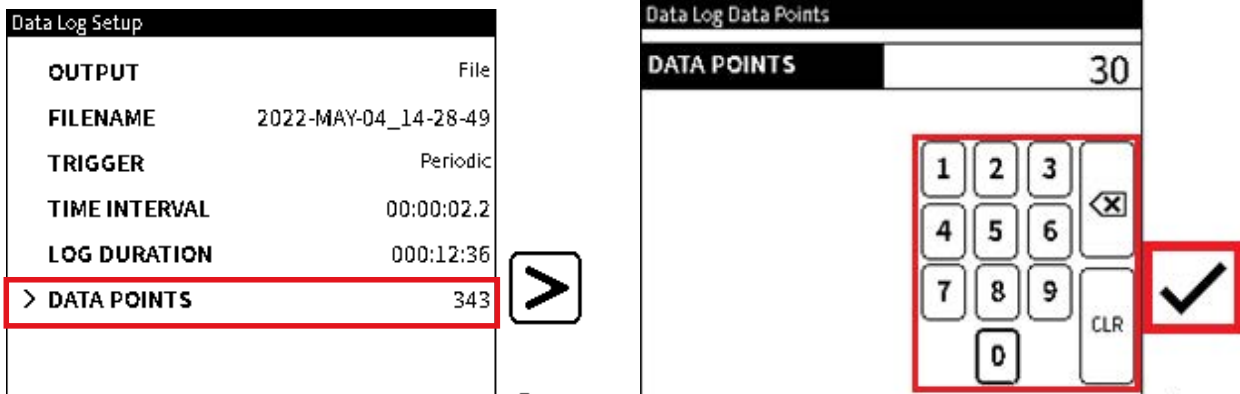 Data Log Setup
OUTPUT File
FILENAME 2022-MAY-04_14-28-49
TRIGGER Periodic
TIME INTERVAL 00:00:02.2
LOG DURATION 000:12:36
> DATA POINTS 343
>
Data Log Data Points
DATA POINTS 30
1 2 3
4 5 6
7 8 9
CLR
0